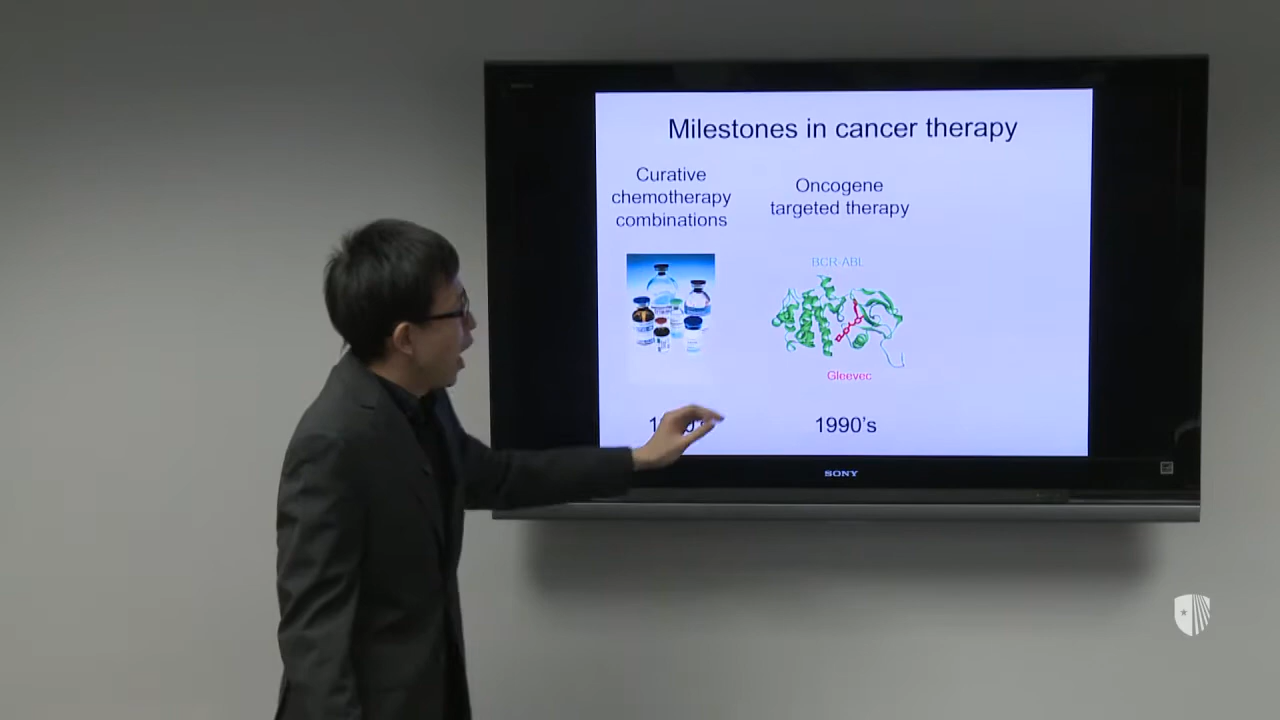 Milestones in cancer therapy
Curative
chemotherapy
combinations
Oncogene
targeted therapy
BCR-ABL
Gleevec
1990's
SONY